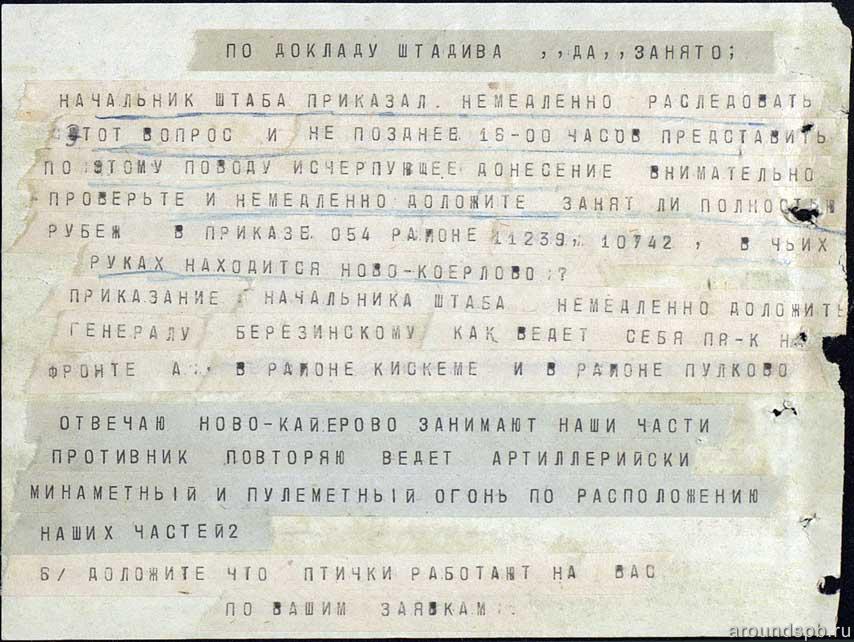 ПО ДОКЛАДУ ШТАДИВА ,,ДА,,ЗАНЯТО;
НАЧАЛЬНИК ШТАБА ПРИКАЗАЛ. НЕМЕДЛЕННО РАСЛЕДОВАТЬ
ЭТОТ ВОПРОС И НЕ ПОЗДНЕЕ 16-00 ЧАСОВ ПРЕДСТАВИТЬ
ПО ЭТОМУ ПОВОДУ ИСЧЕРПУЮЩЕЕ ДОНЕСЕНИЕ ВНИМАТЕЛЬНО
ПРОВЕРЬТЕ И НЕМЕДЛЕННО ДОЛОЖИТЕ ЗАНЯТ ЛИ ПОЛНОСТЬЮ
РУБЕЖ В ПРИКАЗЕ 054 РАЙОНЕ 11239,, 10742 , В ЧЬИХ
РУКАХ НАХОДИТСЯ НОВО-КОЕРЛОВО;?
ПРИКАЗАНИЕ НАЧАЛЬНИКА ШТАБА НЕМЕДЛЕННО ДОЛОЖИТЬ
ГЕНЕРАЛУ БЕРЕЗИНСКОМУ КАК ВЕДЕТ СЕБЯ ПР-К НА
ФРОНТЕ А В РАЙОНЕ КИСКЕМЕ И В РАЙОНЕ ПУЛКОВО
ОТВЕЧАЮ НОВО-КАЙЕРОВО ЗАНИМАЮТ НАШИ ЧАСТИ
ПРОТИВНИК ПОВТОРЯЮ ВЕДЕТ АРТИЛЛЕРИЙСКИ
МИНАМЕТНЫЙ И ПУЛЕМЕТНЫЙ ОГОНЬ ПО РАСПОЛОЖЕНИЮ
НАШИХ ЧАСТЕЙ2
Б/ ДОЛОЖИТЕ ЧТО ПТИЧКИ РАБОТАЮТ НА ВАС
ПО ВАШИМ ЗАЯВКАМ
aroundspb.ru